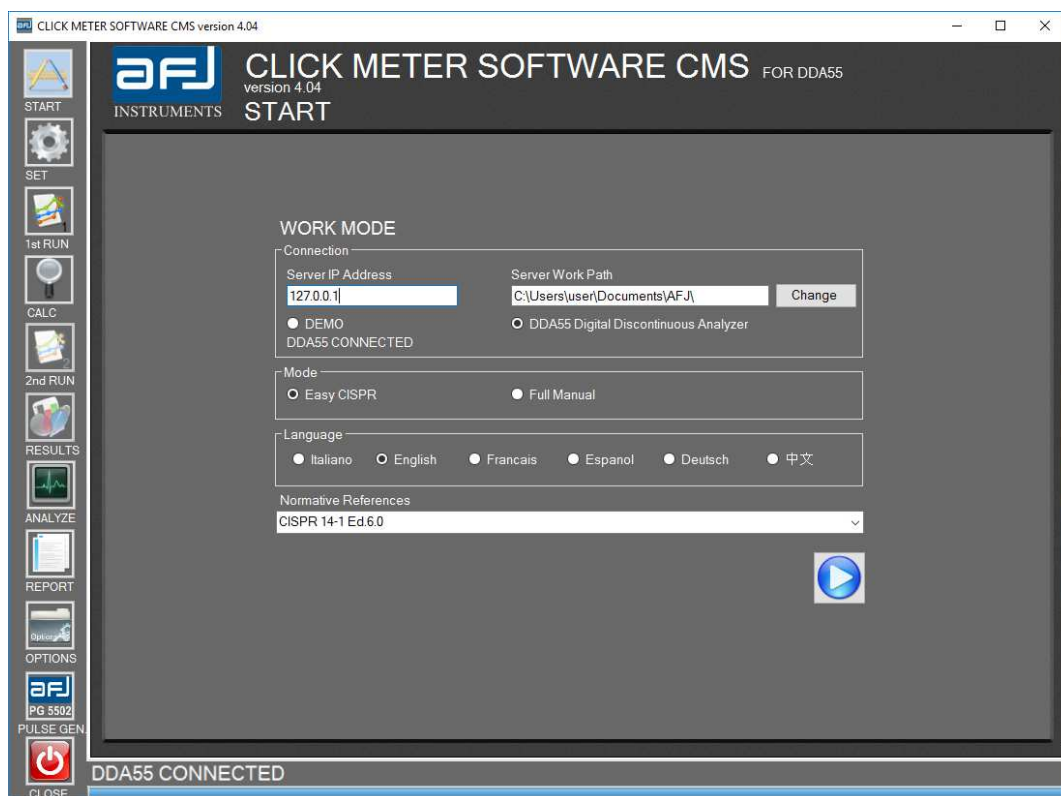 CLICK METER SOFTWARE CMS version 4.04
START
SET
1st RUN
CALC
2nd RUN
RESULTS
ANALYZE
REPORT
Options
OPTIONS
aFJ
PG 5502
PULSE GEN.
CLOSE
aFJ
INSTRUMENTS
CLICK METER SOFTWARE CMS FOR DDA55
version 4.04
START
WORK MODE
Connection
Server IP Address Server Work Path
127.0.0.1 C:\Users\user\Documents\AFJ\ Change
DEMO DDA55 Digital Discontinuous Analyzer
DDA55 CONNECTED
Mode
Easy CISPR Full Manual
Language
Italiano English Francais Espanol Deutsch 中文
Normative References
CISPR 14-1 Ed.6.0
DDA55 CONNECTED